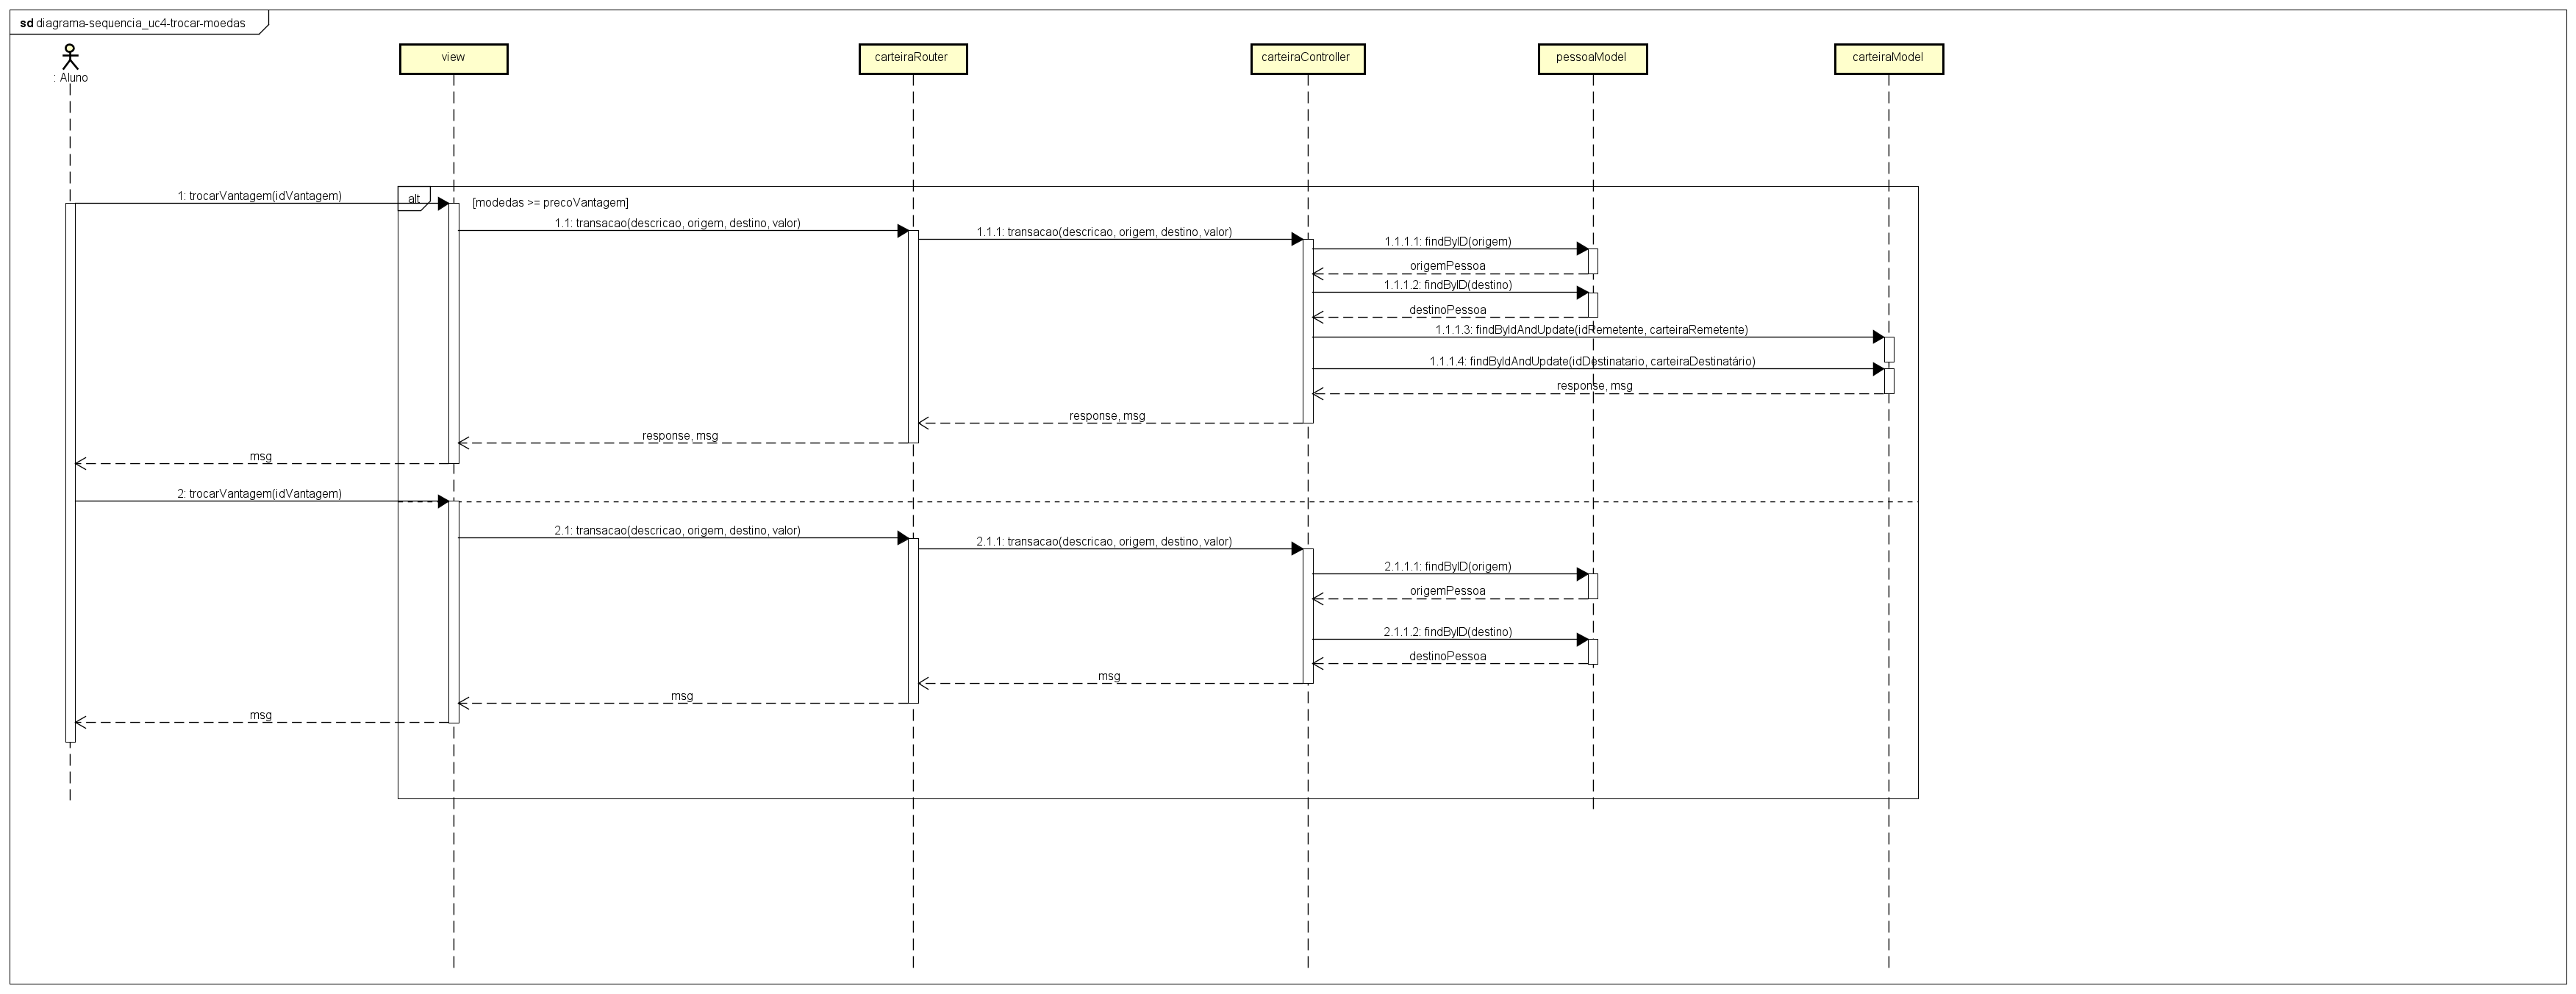 sd diagrama-sequencia_uc4-trocar-moedas
: Aluno
view
carteiraRouter
carteiraController
pessoaModel
carteiraModel
1: trocarVantagem(idVantagem)
alt
[modedas >= precoVantagem]
1.1: transacao(descricao, origem, destino, valor)
1.1.1: transacao(descricao, origem, destino, valor)
1.1.1.1: findByID(origem)
origemPessoa
1.1.1.2: findByID(destino)
destinoPessoa
1.1.1.3: findByIdAndUpdate(idRemetente, carteiraRemetente)
1.1.1.4: findByIdAndUpdate(idDestinatario, carteiraDestinatário)
response, msg
response, msg
response, msg
msg
2: trocarVantagem(idVantagem)
2.1: transacao(descricao, origem, destino, valor)
2.1.1: transacao(descricao, origem, destino, valor)
2.1.1.1: findByID(origem)
origemPessoa
2.1.1.2: findByID(destino)
destinoPessoa
msg
msg
msg